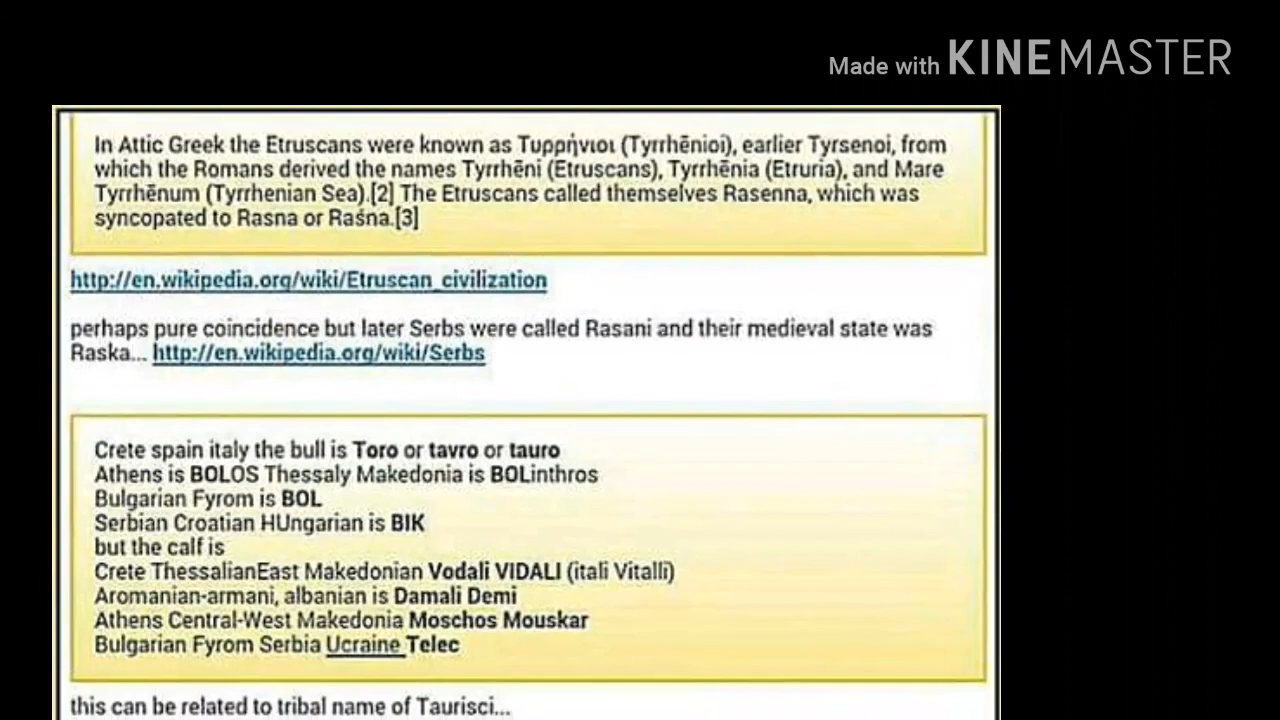 Made with KINEMASTER
In Attic Greek the Etruscans were known as Τυρρήνιοι (Tyrrhēnioi), earlier Tyrsenoi, from
which the Romans derived the names Tyrrhēni (Etruscans), Tyrrhēnia (Etruria), and Mare
Tyrrhēnum (Tyrrhenian Sea).[2] The Etruscans called themselves Rasenna, which was
syncopated to Rasna or Raśna.[3]
http://en.wikipedia.org/wiki/Etruscan_civilization
perhaps pure coincidence but later Serbs were called Rasani and their medieval state was
Raska... http://en.wikipedia.org/wiki/Serbs
Crete spain italy the bull is Toro or tavro or tauro
Athens is BOLOS Thessaly Makedonia is BOLinthros
Bulgarian Fyrom is BOL
Serbian Croatian HUngarian is BIK
but the calf is
Crete ThessalianEast Makedonian Vodali VIDALI (itali Vitalli)
Aromanian-armani, albanian is Damali Demi
Athens Central-West Makedonia Moschos Mouskar
Bulgarian Fyrom Serbia Ucraine Telec
this can be related to tribal name of Taurisci...